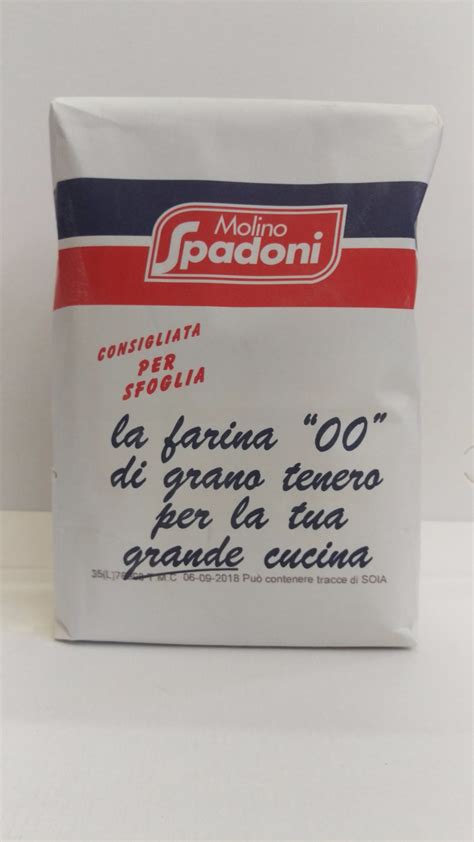 Molino
Spadoni
CONSIGLIATA
PER
SFOGLIA
la farina "00"
di grano tenero
per la tua
grande cucina
T.M.C 06-09-2018 Può contenere tracce di SOIA